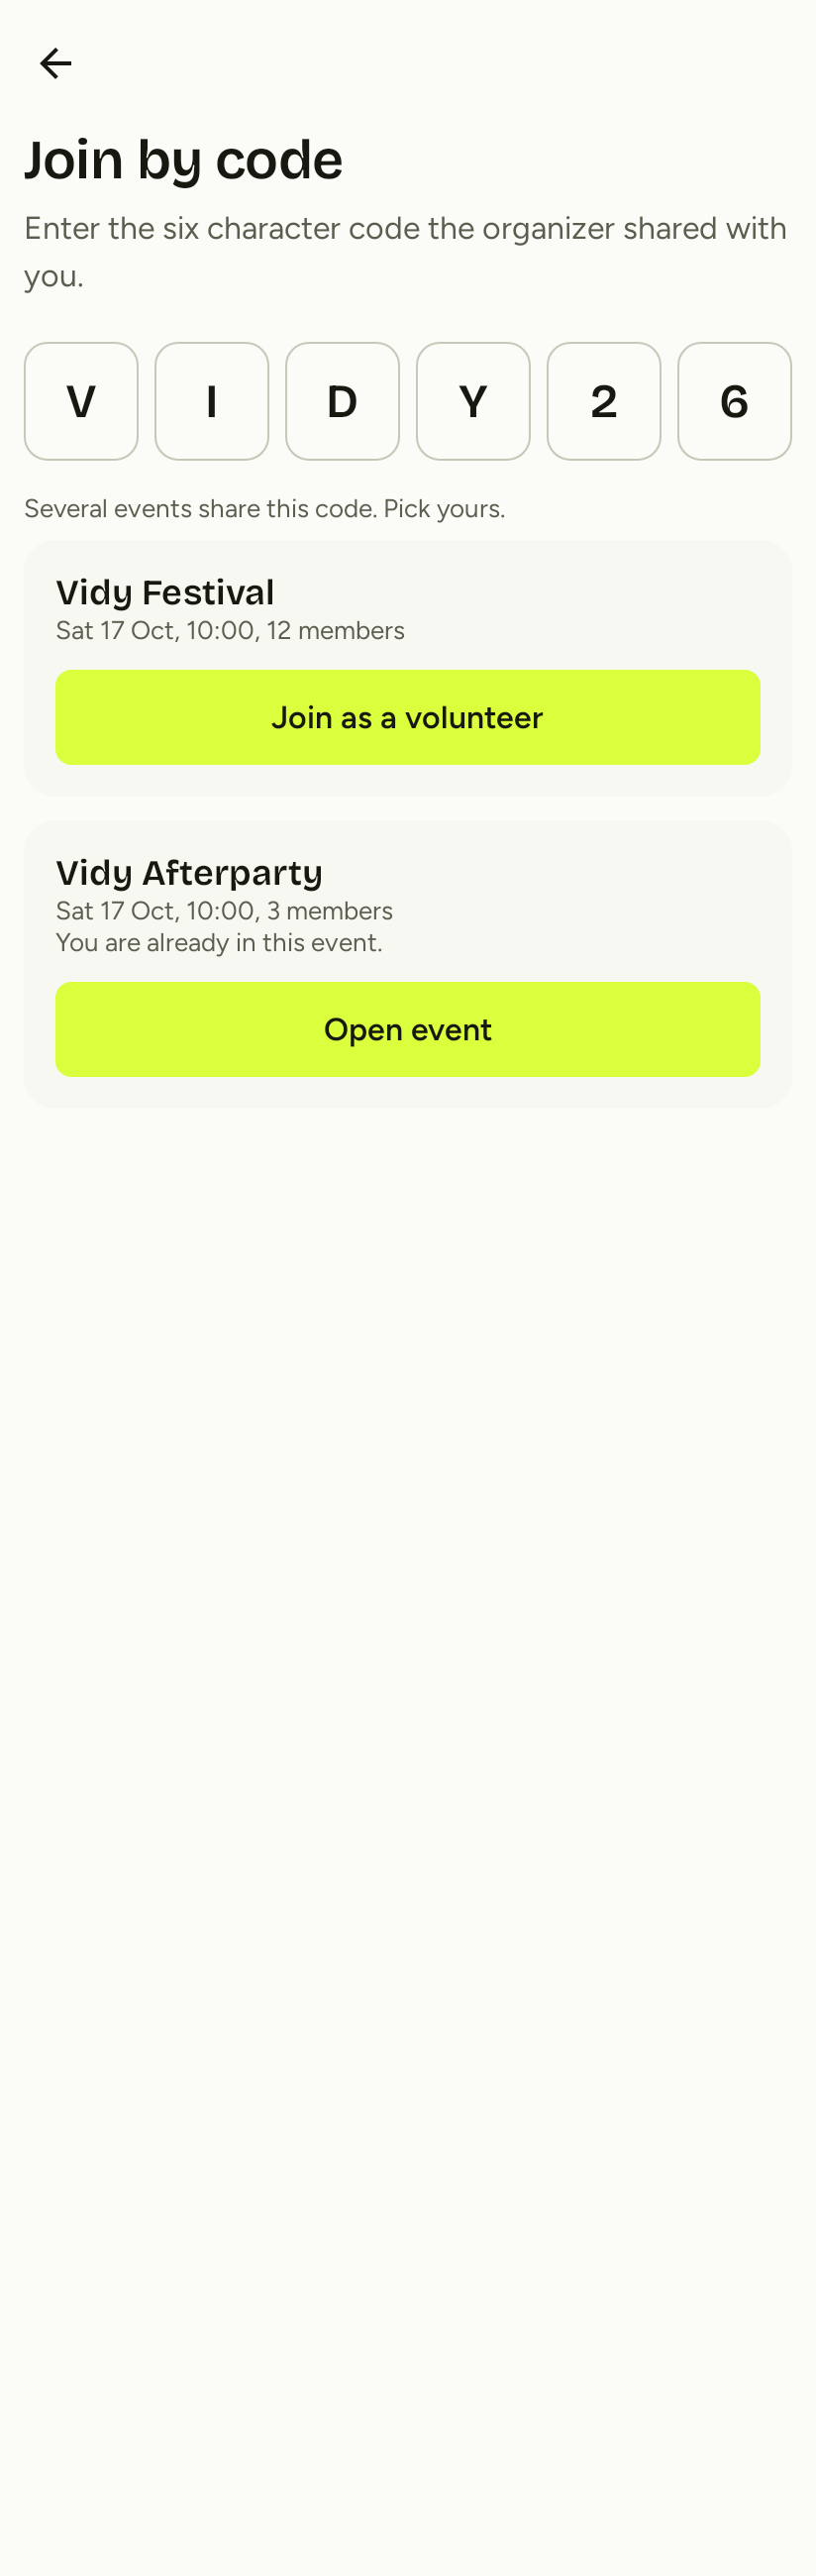 Join by code
Enter the six character code the organizer shared with
you.
V I D Y 2 6
Several events share this code. Pick yours.
Vidy Festival
Sat 17 Oct, 10:00, 12 members
Join as a volunteer
Vidy Afterparty
Sat 17 Oct, 10:00, 3 members
You are already in this event.
Open event